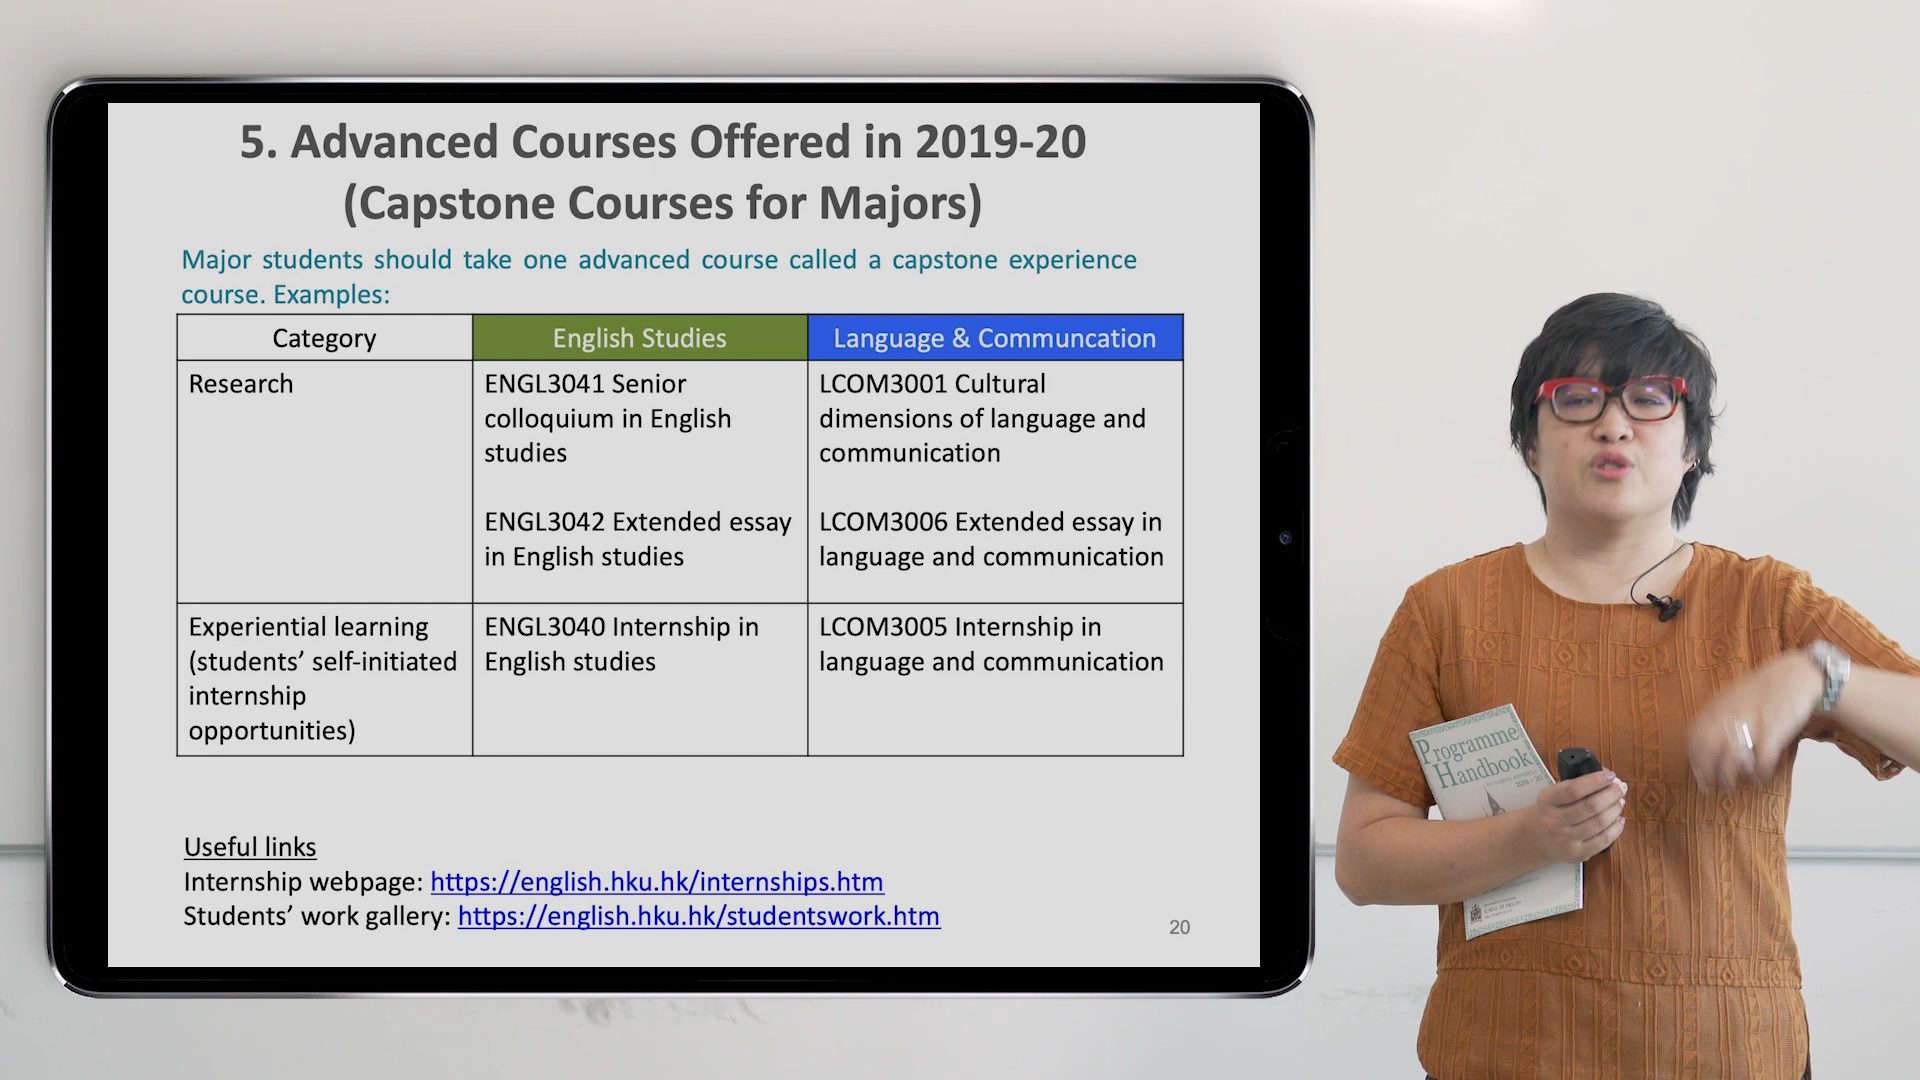 5. Advanced Courses Offered in 2019-20
(Capstone Courses for Majors)
Major students should take one advanced course called a capstone experience
course. Examples:
Category
English Studies
Language & Communcation
Research
ENGL3041 Senior
colloquium in English
studies
ENGL3042 Extended essay
in English studies
LCOM3001 Cultural
dimensions of language and
communication
LCOM3006 Extended essay in
language and communication
Experiential learning
(students’ self-initiated
internship
opportunities)
ENGL3040 Internship in
English studies
LCOM3005 Internship in
language and communication
Useful links
Internship webpage: https://english.hku.hk/internships.htm
Students’ work gallery: https://english.hku.hk/studentswork.htm
20
Programme
Handbook
2019 - 20
SCHOOL OF ENGLISH